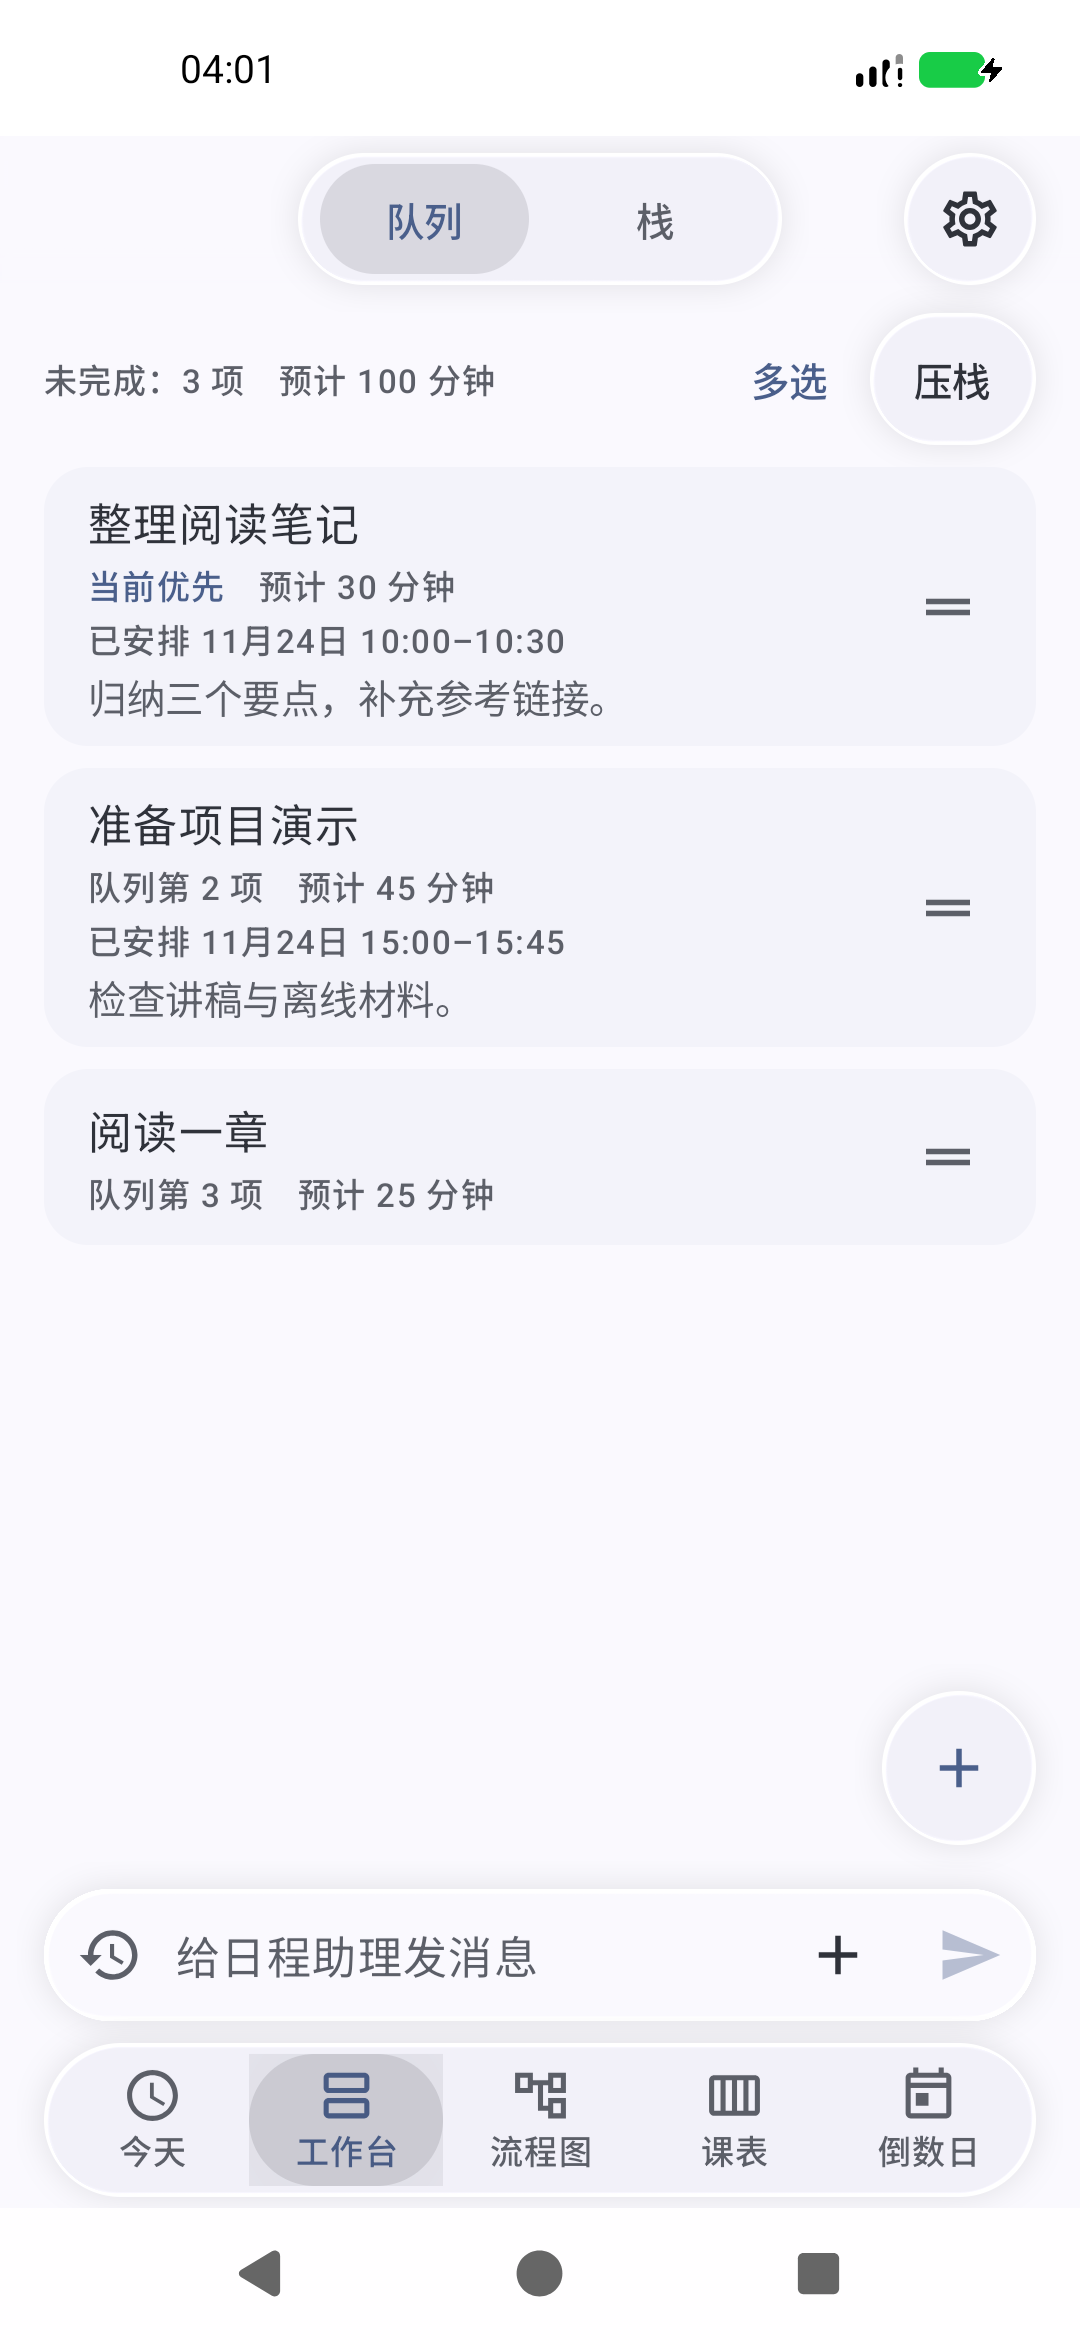 04:01
队列
栈
未完成：3 项 预计 100 分钟
多选
压栈
整理阅读笔记
当前优先 预计 30 分钟
已安排 11月24日 10:00–10:30
归纳三个要点，补充参考链接。
准备项目演示
队列第 2 项 预计 45 分钟
已安排 11月24日 15:00–15:45
检查讲稿与离线材料。
阅读一章
队列第 3 项 预计 25 分钟
给日程助理发消息
今天
工作台
流程图
课表
倒数日